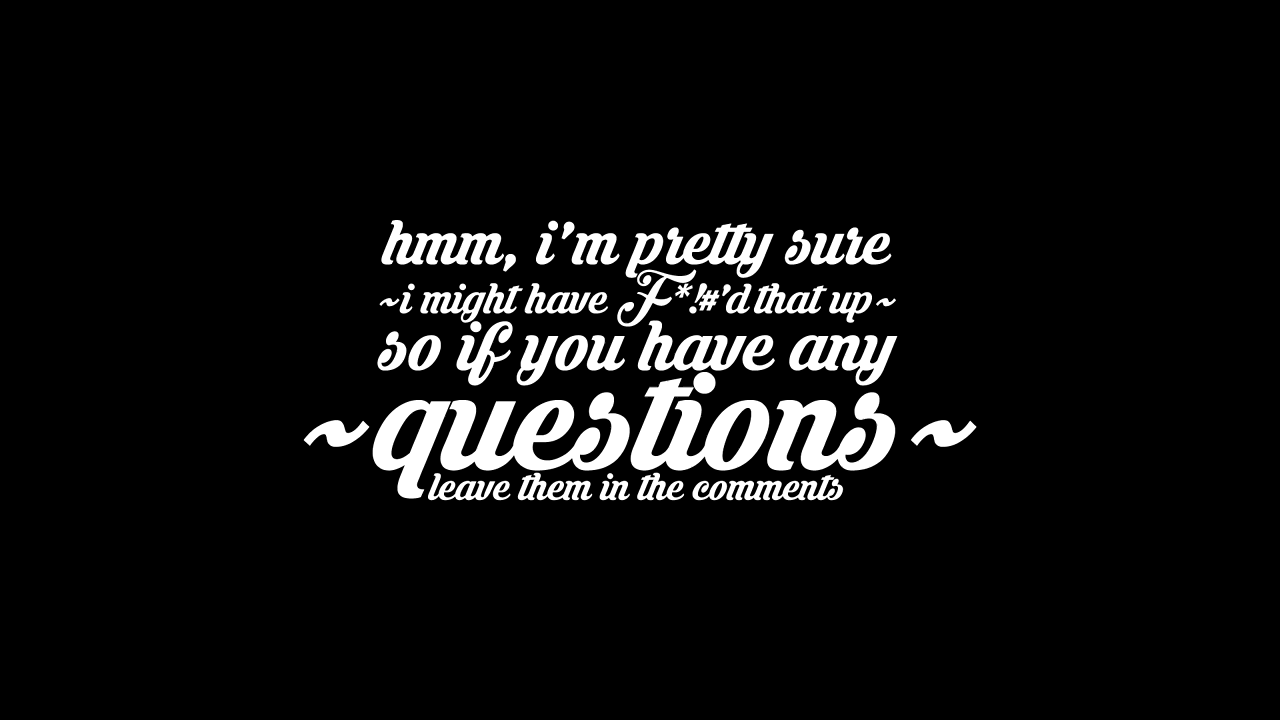 hmm, i'm pretty sure
~i might have F*!#'d that up~
so if you have any
~questions~
leave them in the comments